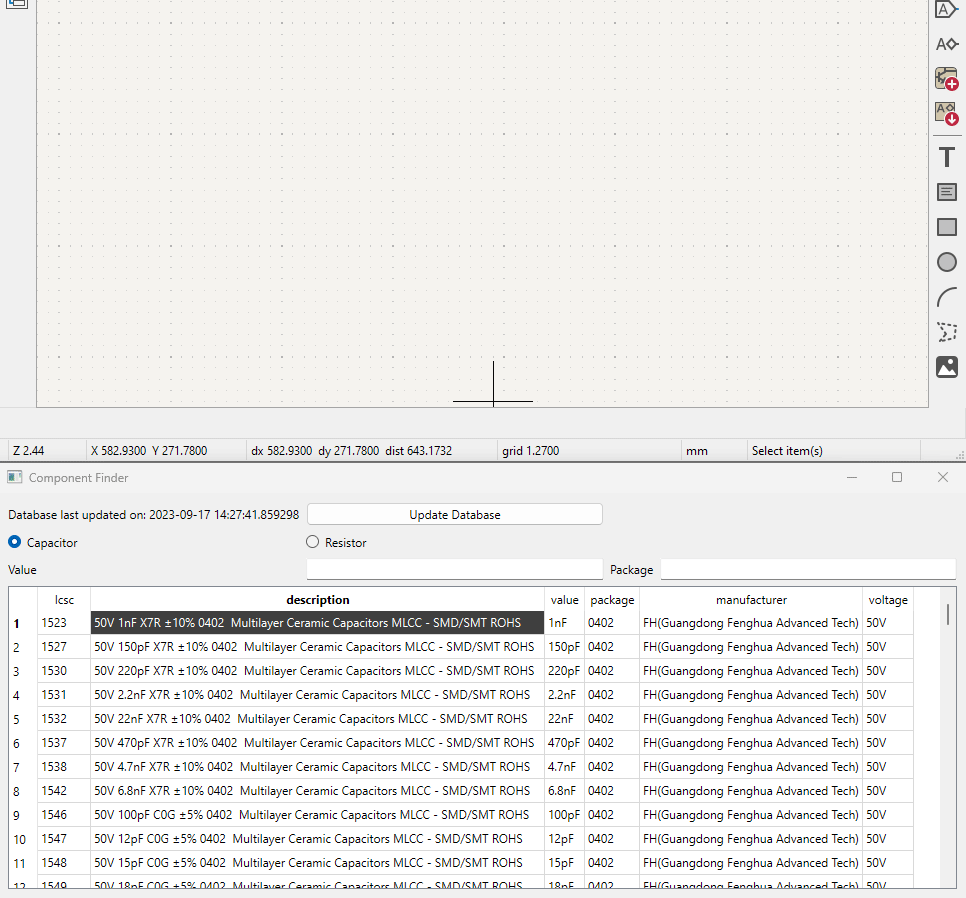 A
A
A
T
Z 2.44 X 582.9300 Y 271.7800 dx 582.9300 dy 271.7800 dist 643.1732 grid 1.2700 mm Select item(s)
Component Finder
Database last updated on: 2023-09-17 14:27:41.859298 Update Database
Capacitor Resistor
Value Package
lcsc description value package manufacturer voltage
1 1523 50V 1nF X7R ±10% 0402 Multilayer Ceramic Capacitors MLCC - SMD/SMT ROHS 1nF 0402 FH(Guangdong Fenghua Advanced Tech) 50V
2 1527 50V 150pF X7R ±10% 0402 Multilayer Ceramic Capacitors MLCC - SMD/SMT ROHS 150pF 0402 FH(Guangdong Fenghua Advanced Tech) 50V
3 1530 50V 220pF X7R ±10% 0402 Multilayer Ceramic Capacitors MLCC - SMD/SMT ROHS 220pF 0402 FH(Guangdong Fenghua Advanced Tech) 50V
4 1531 50V 2.2nF X7R ±10% 0402 Multilayer Ceramic Capacitors MLCC - SMD/SMT ROHS 2.2nF 0402 FH(Guangdong Fenghua Advanced Tech) 50V
5 1532 50V 22nF X7R ±10% 0402 Multilayer Ceramic Capacitors MLCC - SMD/SMT ROHS 22nF 0402 FH(Guangdong Fenghua Advanced Tech) 50V
6 1537 50V 470pF X7R ±10% 0402 Multilayer Ceramic Capacitors MLCC - SMD/SMT ROHS 470pF 0402 FH(Guangdong Fenghua Advanced Tech) 50V
7 1538 50V 4.7nF X7R ±10% 0402 Multilayer Ceramic Capacitors MLCC - SMD/SMT ROHS 4.7nF 0402 FH(Guangdong Fenghua Advanced Tech) 50V
8 1542 50V 6.8nF X7R ±10% 0402 Multilayer Ceramic Capacitors MLCC - SMD/SMT ROHS 6.8nF 0402 FH(Guangdong Fenghua Advanced Tech) 50V
9 1546 50V 100pF C0G ±5% 0402 Multilayer Ceramic Capacitors MLCC - SMD/SMT ROHS 100pF 0402 FH(Guangdong Fenghua Advanced Tech) 50V
10 1547 50V 12pF C0G ±5% 0402 Multilayer Ceramic Capacitors MLCC - SMD/SMT ROHS 12pF 0402 FH(Guangdong Fenghua Advanced Tech) 50V
11 1548 50V 15pF C0G ±5% 0402 Multilayer Ceramic Capacitors MLCC - SMD/SMT ROHS 15pF 0402 FH(Guangdong Fenghua Advanced Tech) 50V
12 1549 50V 18pF C0G ±5% 0402 Multilayer Ceramic Capacitors MLCC - SMD/SMT ROHS 18pF 0402 FH(Guangdong Fenghua Advanced Tech) 50V